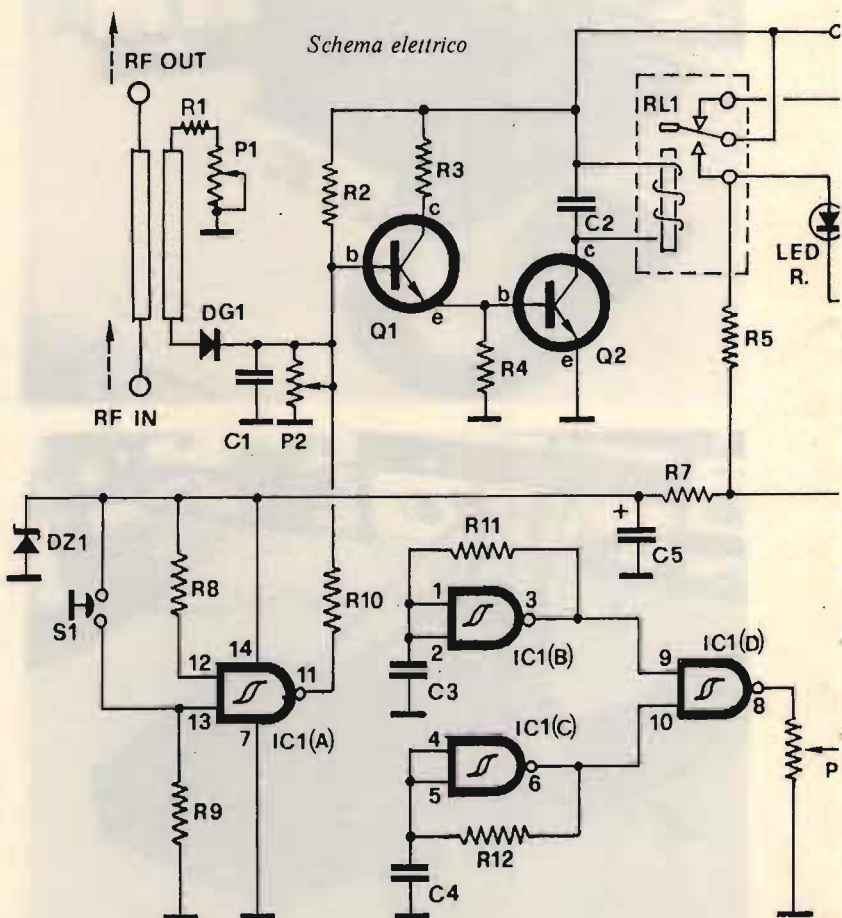 Schema elettrico
RF OUT
R1
P1
R2
R3
c
b
Q1
e
DG1
C1
P2
RF IN
C2
c
b
e
Q2
R4
RL1
LED
R.
R5
R7
+
C5
DZ1
S1
R8
14
12
11
13
7
IC1(A)
R9
R10
R11
1
3
2
IC1(B)
C3
4
IC1(C)
5
6
R12
C4
IC1(D)
9
8
10
P